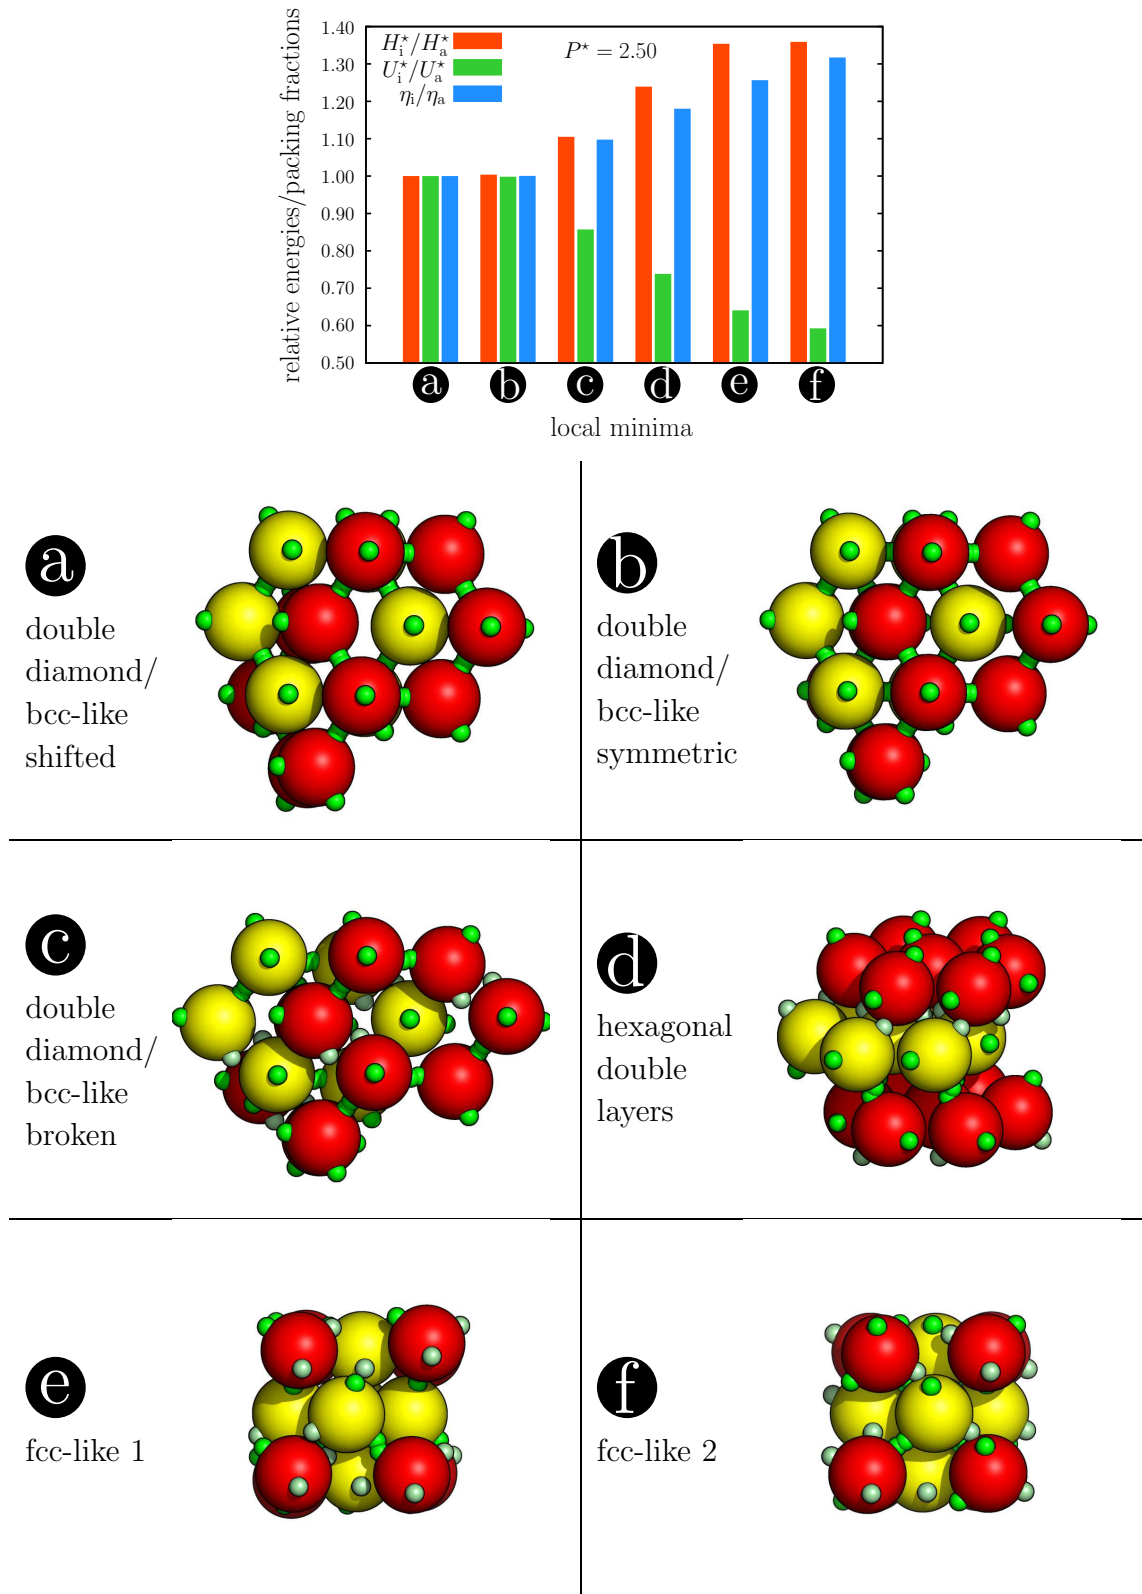 relative energies/packing fractions
1.40
1.30
1.20
1.10
1.00
0.90
0.80
0.70
0.60
0.50
H⋆i/H⋆a
U⋆i/U⋆a
ηi/ηa
P⋆ = 2.50
a b c d e f
local minima
a
double
diamond/
bcc-like
shifted
b
double
diamond/
bcc-like
symmetric
c
double
diamond/
bcc-like
broken
d
hexagonal
double
layers
e
fcc-like 1
f
fcc-like 2